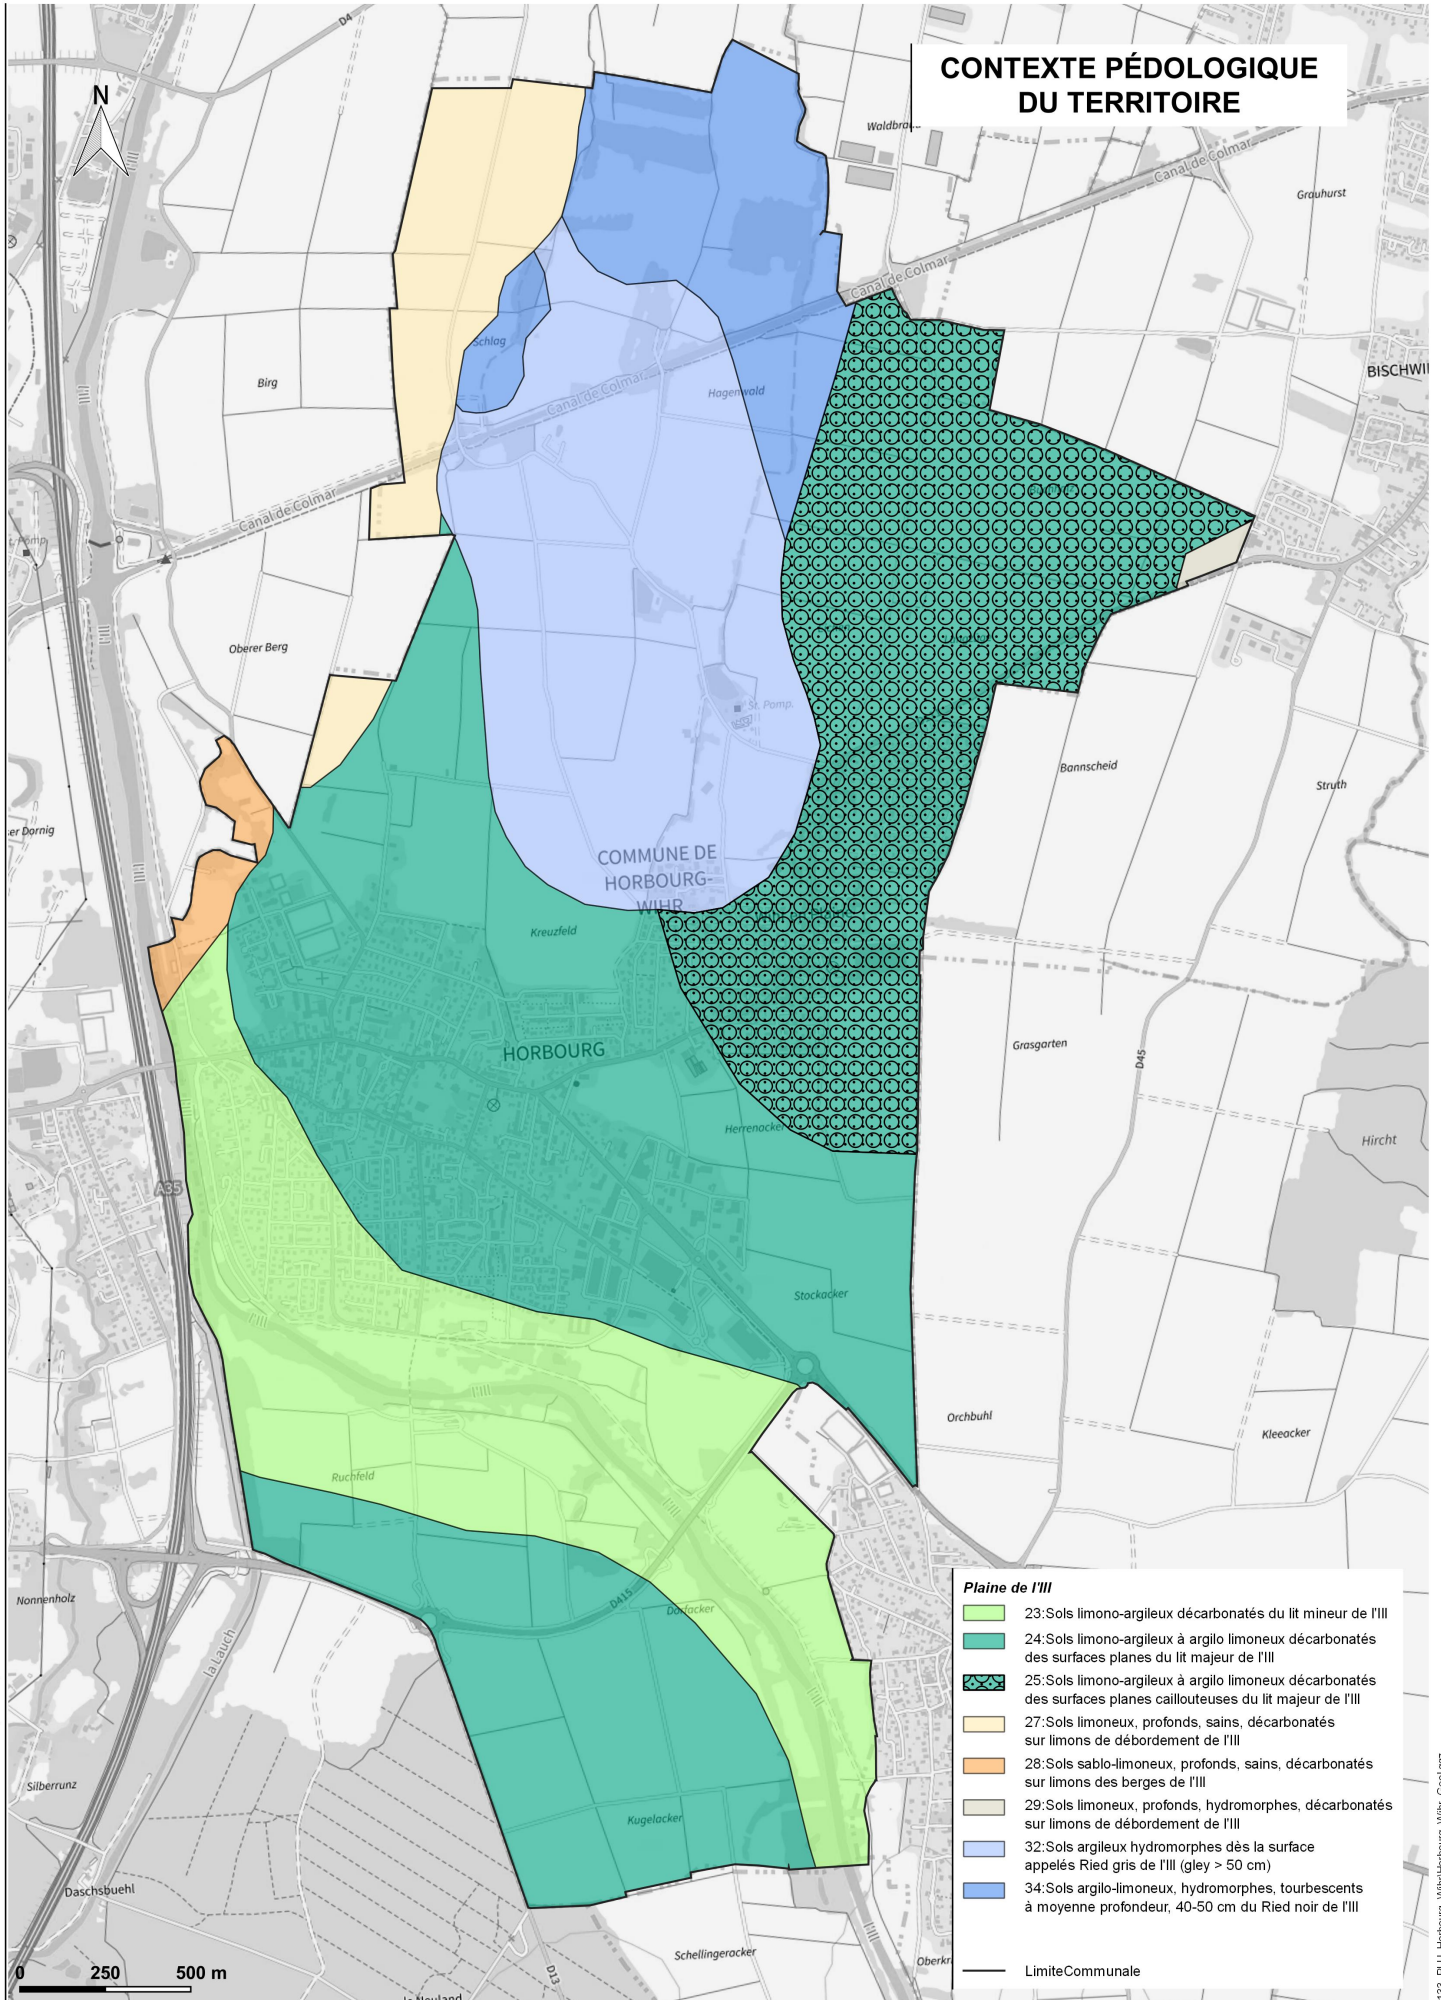 CONTEXTE PÉDOLOGIQUE
DU TERRITOIRE
N
D4
Canal de Colmar
Grauhurst
Canal de Colmar
BISCHWI
Schlag
Birg
Canal de Colmar
Hagenwald
Canal de Colmar
Pomp.
l'Ill
Oberer Berg
St. Pomp.
Bannscheid
Struth
er Dornig
COMMUNE DE
HORBOURG-
WIHR
Kreuzfeld
HORBOURG
Grasgarten
D45
Herrenacker
Hircht
A35
Stockacker
Orchbuhl
Kleeacker
Ruchfeld
Nonnenholz
D415
Dorfacker
la Lauch
l'Ill
Silberrunz
Kugelacker
Daschsbuehl
Schellingeracker
Oberkr
l'Ill
D13
le Neuland
0 250 500 m
Plaine de l'Ill
23:Sols limono-argileux décarbonatés du lit mineur de l'Ill
24:Sols limono-argileux à argilo limoneux décarbonatés
des surfaces planes du lit majeur de l'Ill
25:Sols limono-argileux à argilo limoneux décarbonatés
des surfaces planes caillouteuses du lit majeur de l'Ill
27:Sols limoneux, profonds, sains, décarbonatés
sur limons de débordement de l'Ill
28:Sols sablo-limoneux, profonds, sains, décarbonatés
sur limons des berges de l'Ill
29:Sols limoneux, profonds, hydromorphes, décarbonatés
sur limons de débordement de l'Ill
32:Sols argileux hydromorphes dès la surface
appelés Ried gris de l'Ill (gley > 50 cm)
34:Sols argilo-limoneux, hydromorphes, tourbescents
à moyenne profondeur, 40-50 cm du Ried noir de l'Ill
LimiteCommunale